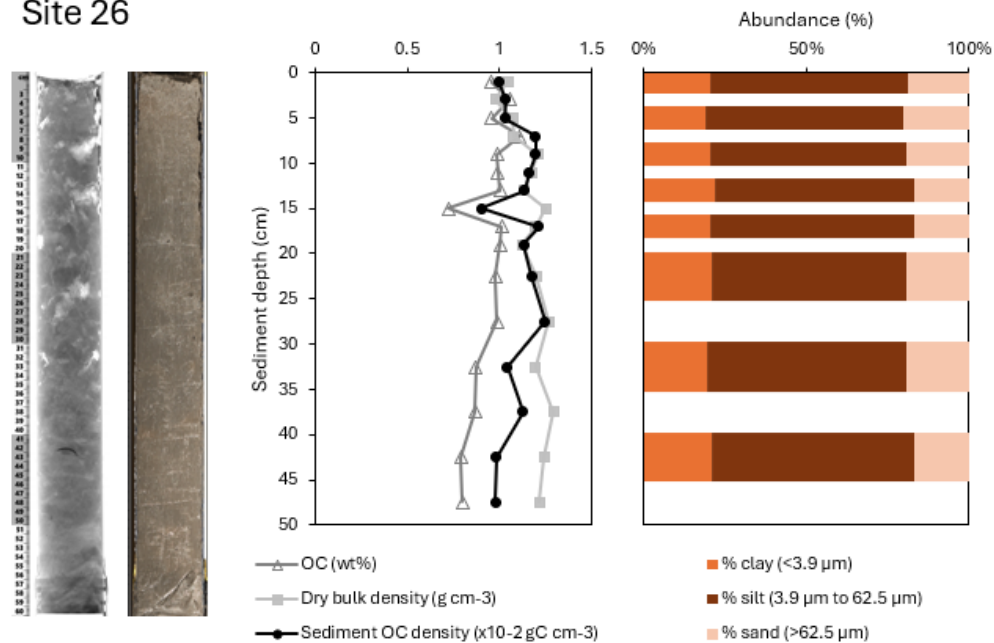 Site 26
Abundance (%)
0 0.5 1 1.5
0% 50% 100%
Sediment depth (cm)
0
5
10
15
20
25
30
35
40
45
50
OC (wt%)
Dry bulk density (g cm-3)
Sediment OC density (x10-2 gC cm-3)
% clay (<3.9 µm)
% silt (3.9 µm to 62.5 µm)
% sand (>62.5 µm)